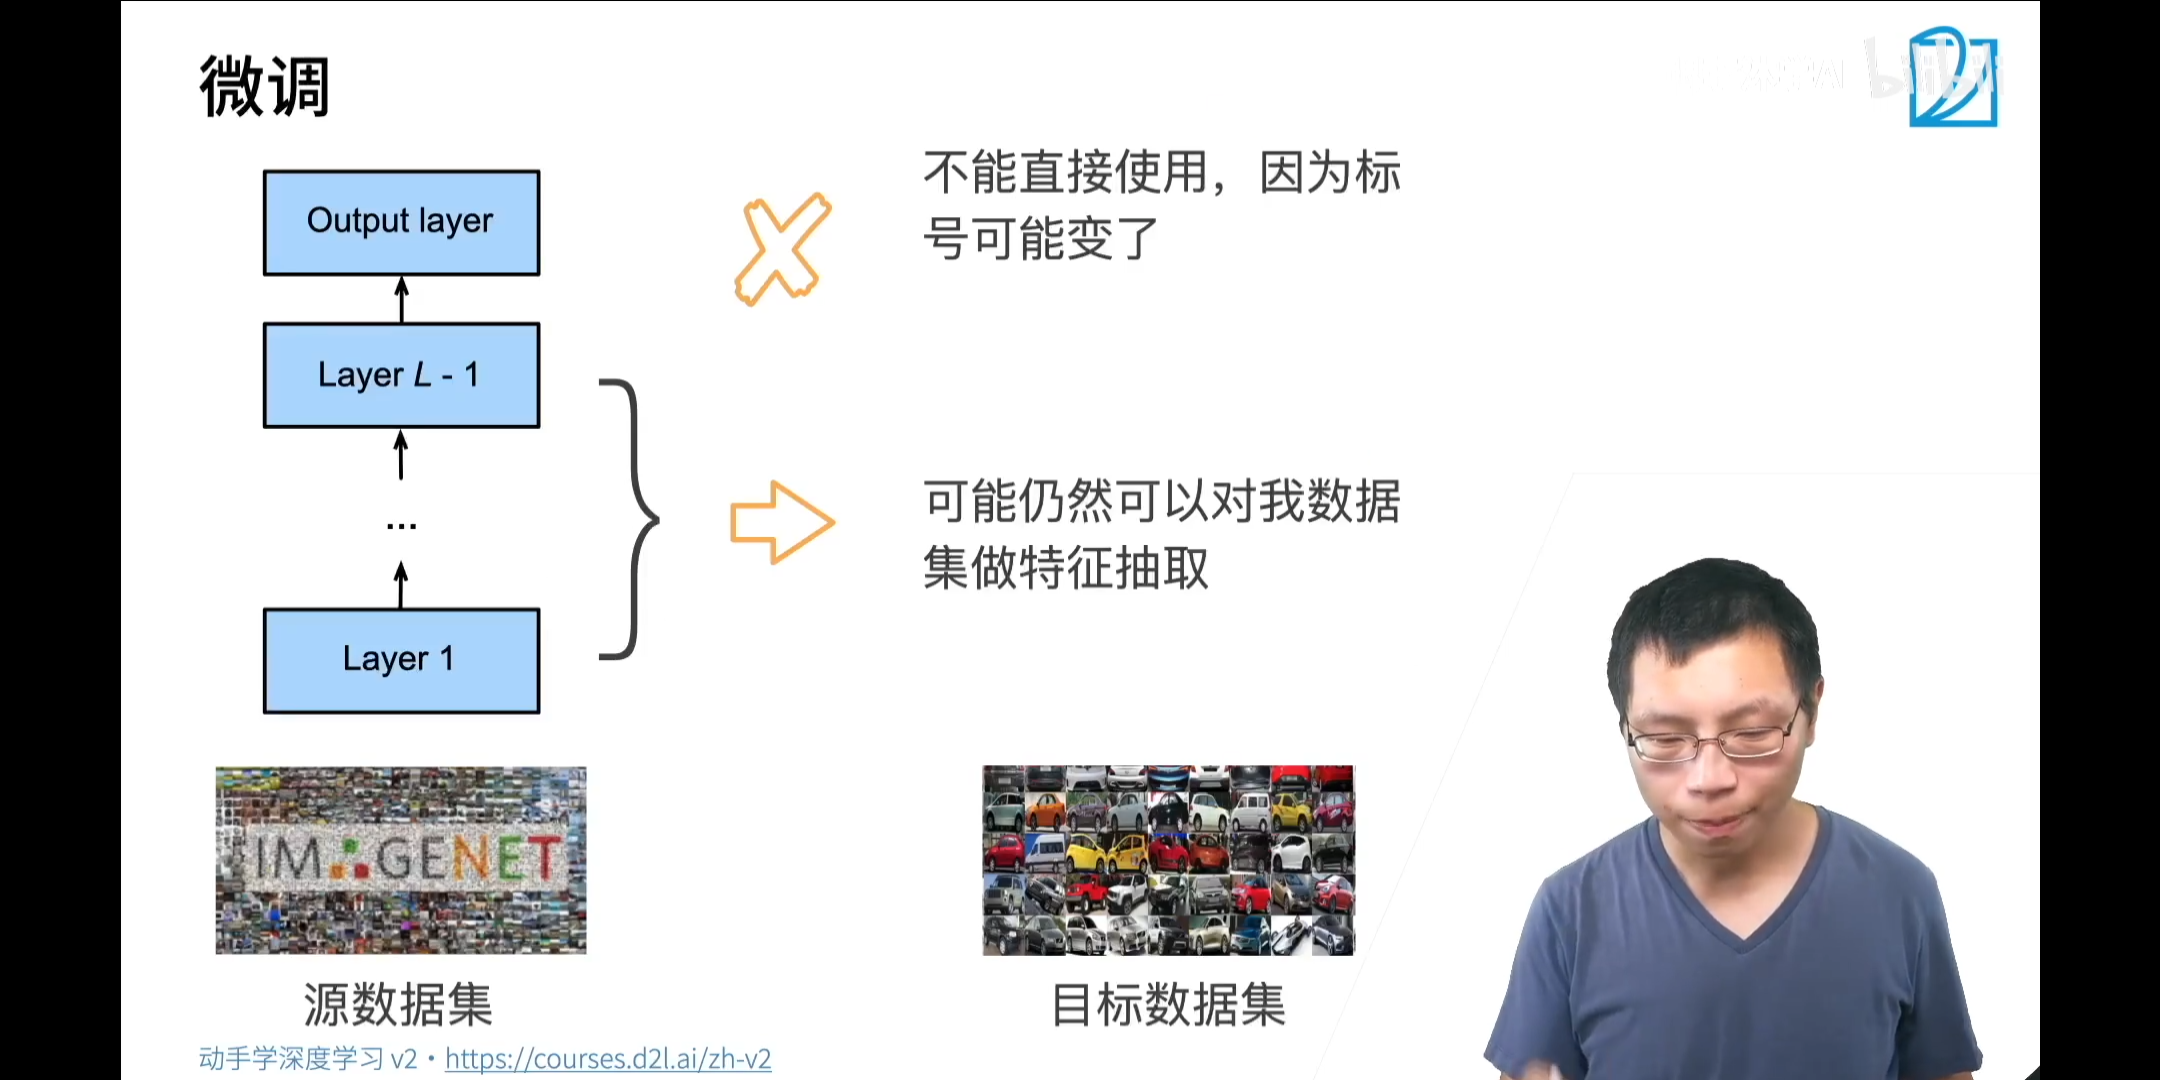 微调
bilibili
Output layer
不能直接使用，因为标
号可能变了
Layer L - 1
...
可能仍然可以对我数据
集做特征抽取
Layer 1
IMAGENET
源数据集
目标数据集
动手学深度学习 v2 • https://courses.d2l.ai/zh-v2